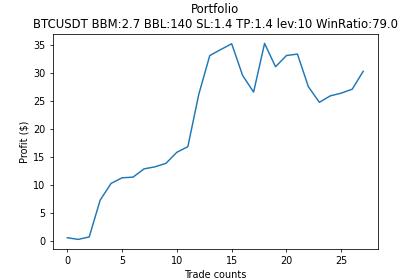 Portfolio
BTCUSDT BBM:2.7 BBL:140 SL:1.4 TP:1.4 lev:10 WinRatio:79.0
35
30
25
20
15
10
5
0
Profit ($)
0 5 10 15 20 25
Trade counts